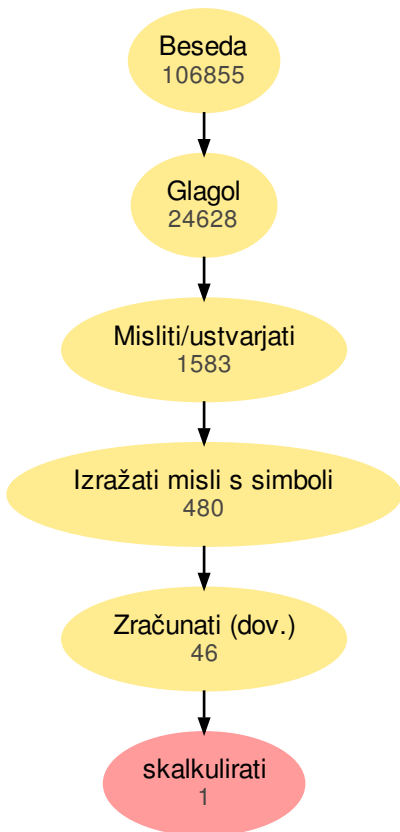 Beseda
106855
Glagol
24628
Misliti/ustvarjati
1583
Izražati misli s simboli
480
Zračunati (dov.)
46
skalkulirati
1